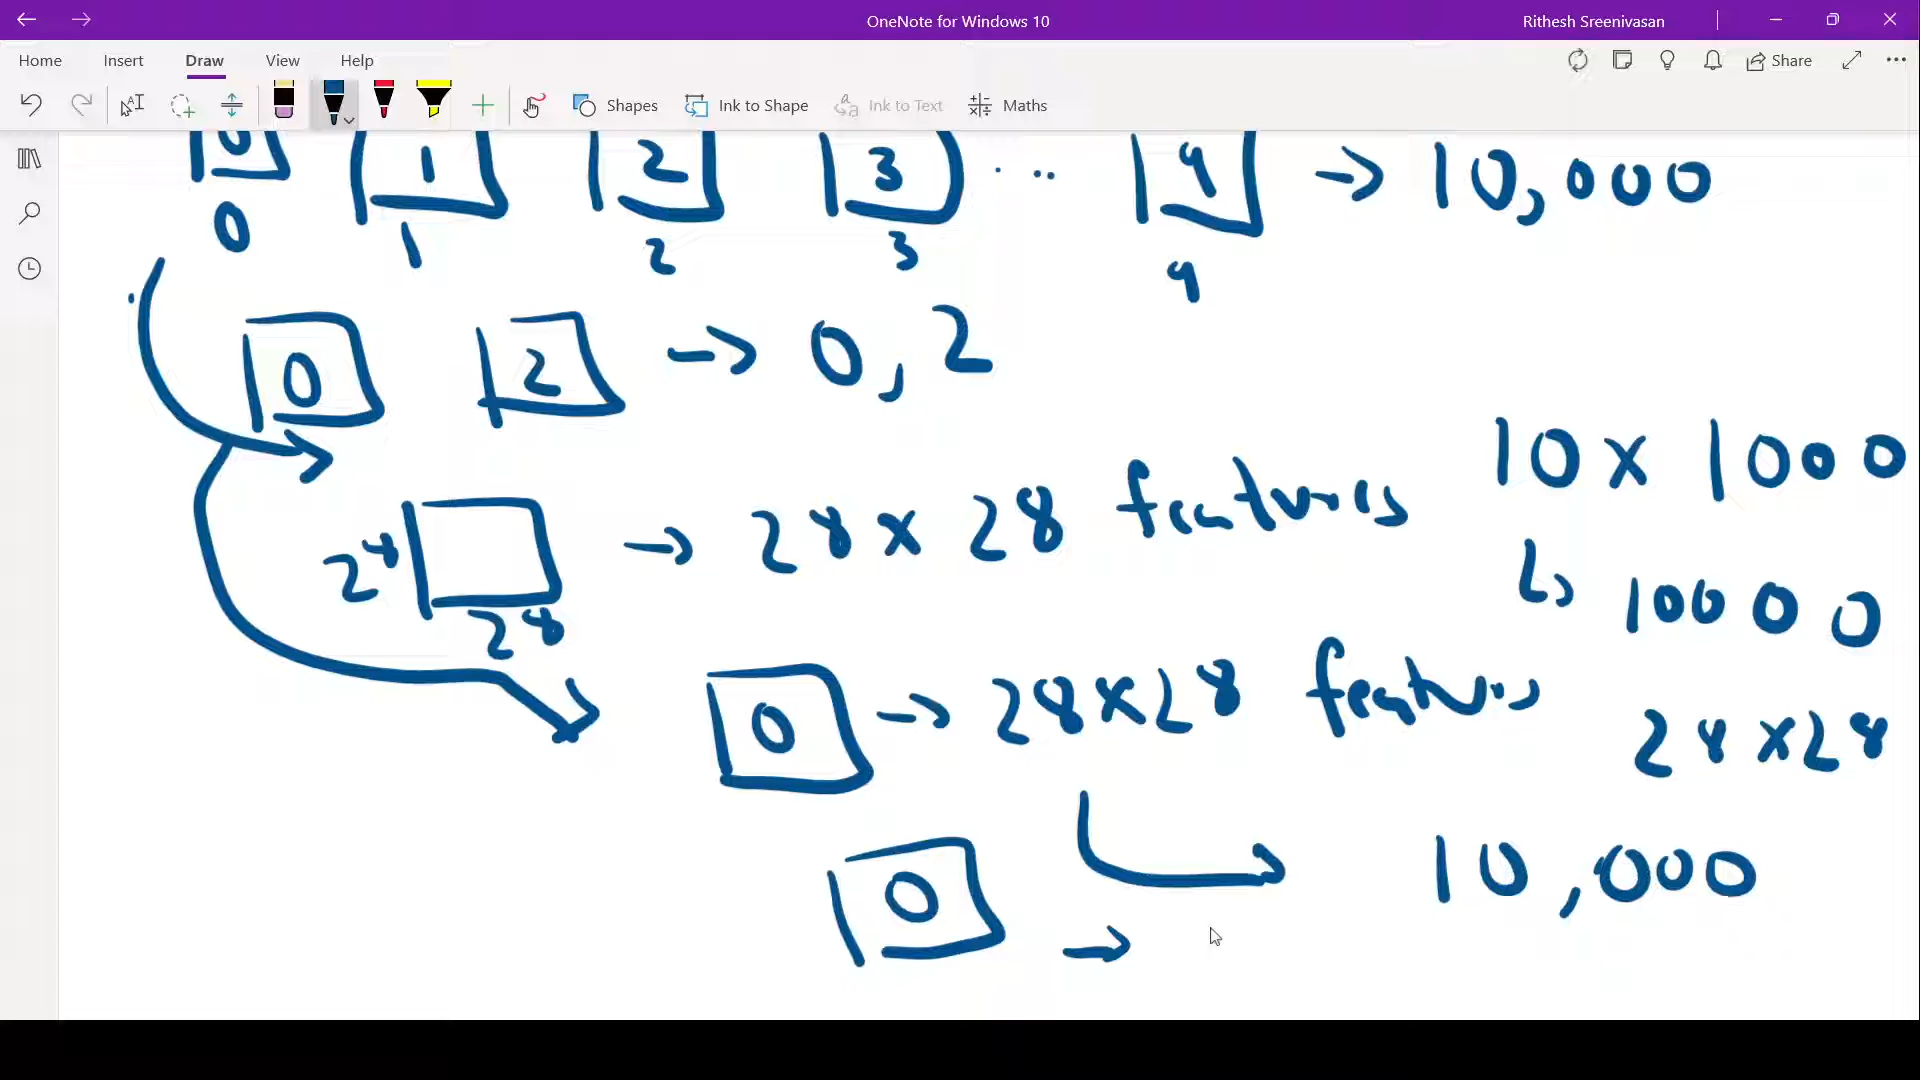 OneNote for Windows 10 Rithesh Sreenivasan
Home Insert Draw View Help Share
Shapes Ink to Shape Ink to Text Maths
0 1 2 3 ... 9 → 10,000
0 1 2 3 9
0 2 → 0, 2
10 x 1000
28 → 28 x 28 features
28
↳ 10000
0 → 28x28 features
28x28
0 → 10,000